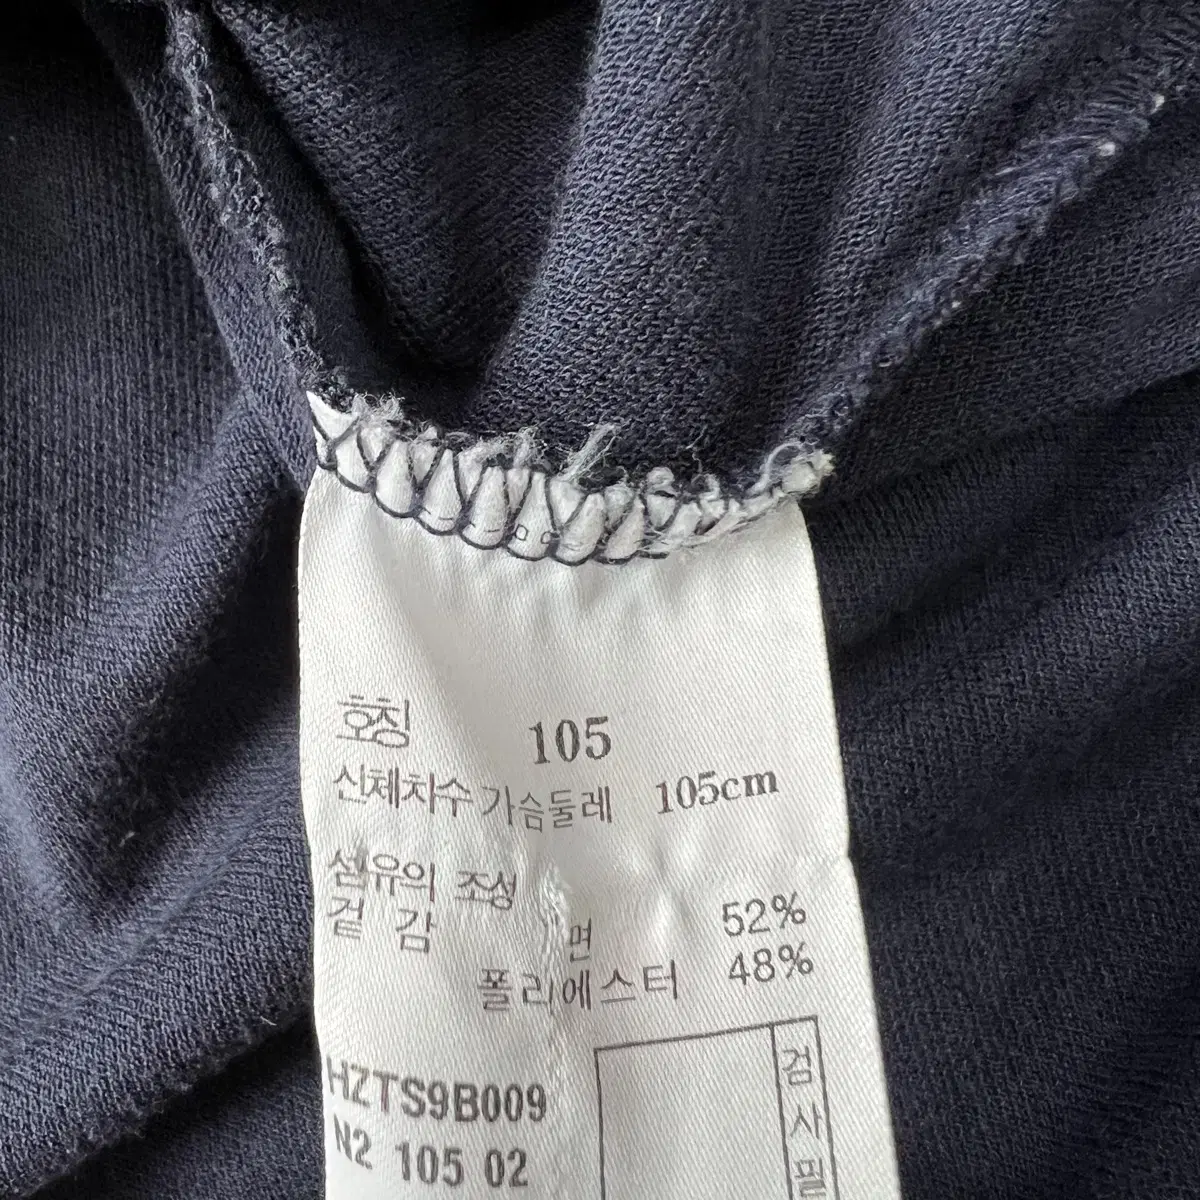 호칭 105
신체치수 가슴둘레 105cm
섬유의 조성
겉 감 면 52%
폴리에스터 48%
HZTS9B009
N2 105 02
검사필